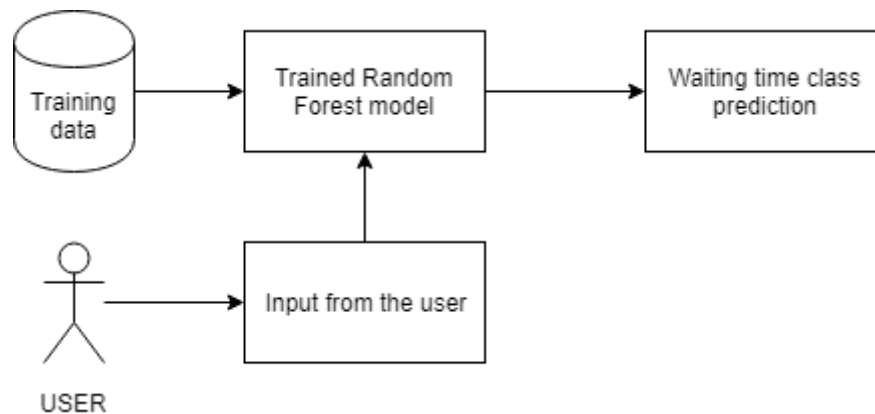 Training
data
Trained Random
Forest model
Waiting time class
prediction
Input from the user
USER